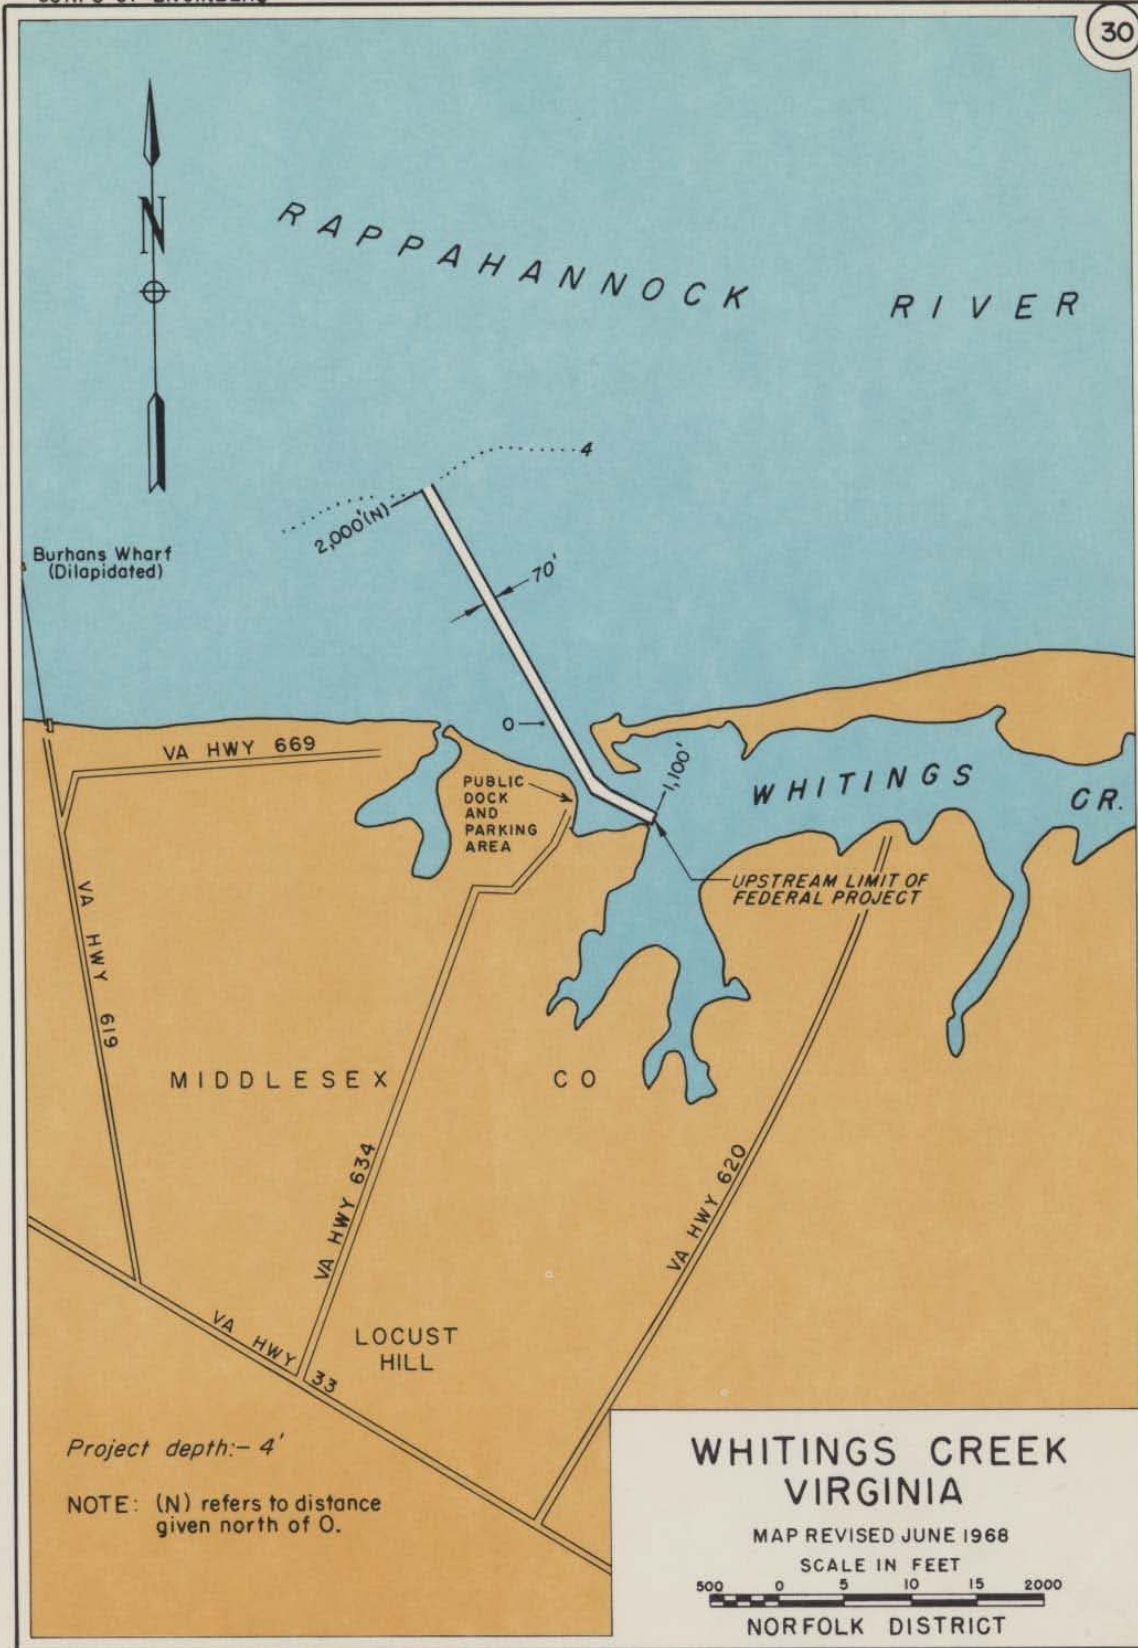 CORPS OF ENGINEERS
30
N
RAPPAHANNOCK RIVER
4
2,000'(N)
70'
Burhans Wharf
(Dilapidated)
0
VA HWY 669
1,100'
PUBLIC
DOCK
AND
PARKING
AREA
WHITINGS CR.
UPSTREAM LIMIT OF
FEDERAL PROJECT
VA HWY 619
MIDDLESEX CO
VA HWY 634
VA HWY 620
VA HWY 33
LOCUST
HILL
Project depth:- 4'
NOTE: (N) refers to distance
given north of O.
WHITINGS CREEK
VIRGINIA
MAP REVISED JUNE 1968
SCALE IN FEET
500 0 5 10 15 2000
NORFOLK DISTRICT